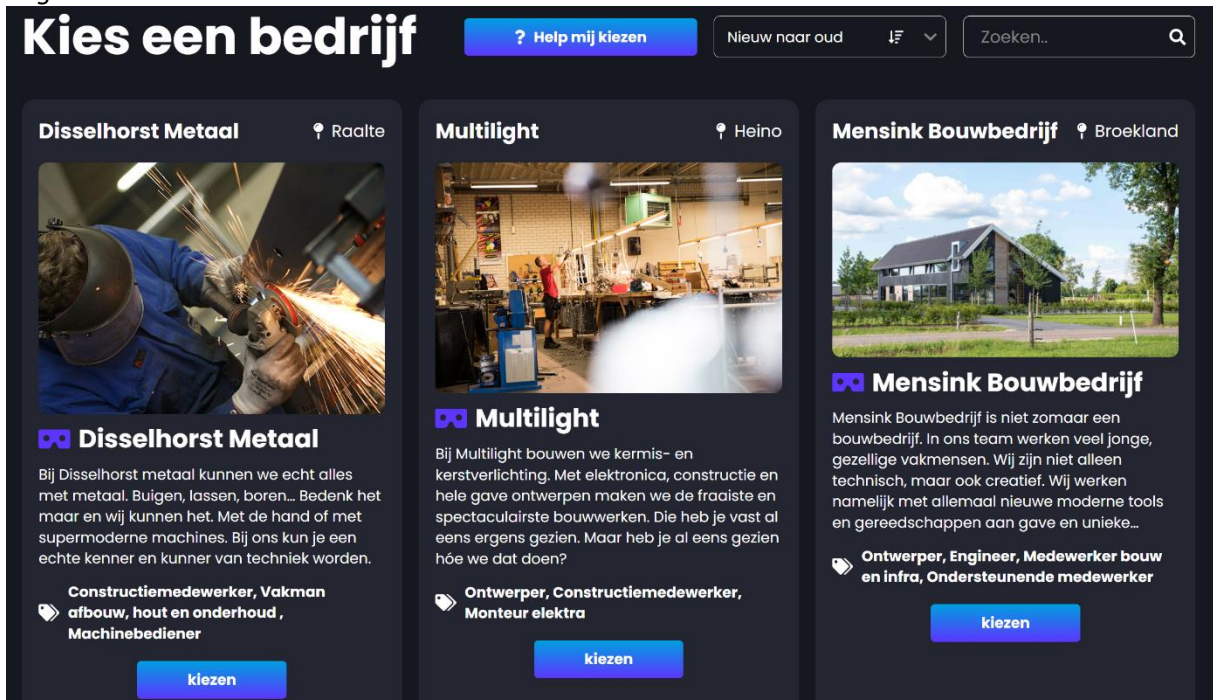 Kies een bedrijf
? Help mij kiezen
Nieuw naar oud
Zoeken..
Disselhorst Metaal
Raalte
Disselhorst Metaal
Bij Disselhorst metaal kunnen we echt alles
met metaal. Buigen, lassen, boren... Bedenk het
maar en wij kunnen het. Met de hand of met
supermoderne machines. Bij ons kun je een
echte kenner en kunner van techniek worden.
Constructiemedewerker, Vakman
afbouw, hout en onderhoud ,
Machinebediener
kiezen
Multilight
Heino
Multilight
Bij Multilight bouwen we kermis- en
kerstverlichting. Met elektronica, constructie en
hele gave ontwerpen maken we de fraaiste en
spectaculairste bouwwerken. Die heb je vast al
eens ergens gezien. Maar heb je al eens gezien
hóe we dat doen?
Ontwerper, Constructiemedewerker,
Monteur elektra
kiezen
Mensink Bouwbedrijf
Broekland
Mensink Bouwbedrijf
Mensink Bouwbedrijf is niet zomaar een
bouwbedrijf. In ons team werken veel jonge,
gezellige vakmensen. Wij zijn niet alleen
technisch, maar ook creatief. Wij werken
namelijk met allemaal nieuwe moderne tools
en gereedschappen aan gave en unieke...
Ontwerper, Engineer, Medewerker bouw
en infra, Ondersteunende medewerker
kiezen